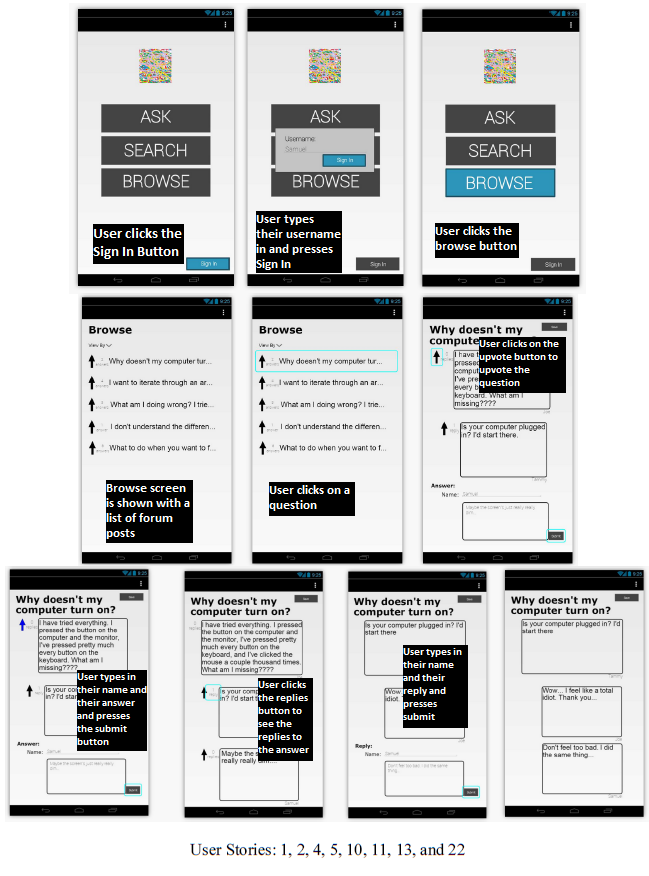 9:25
ASK
SEARCH
BROWSE
User clicks the
Sign In Button
Sign In
9:25
ASK
Username:
Samuel
Sign In
BROWSE
User types
their username
in and presses
Sign In
Sign In
9:25
ASK
SEARCH
BROWSE
User clicks the
browse button
Sign In
9:25
Browse
View By
Why doesn't my computer tur...
I want to iterate through an ar...
What am I doing wrong? I trie...
I don't understand the differen...
What to do when you want to f...
Browse screen
is shown with a
list of forum
posts
9:25
Browse
View By
Why doesn't my computer tur...
I want to iterate through an ar...
What am I doing wrong? I trie...
I don't understand the differen...
What to do when you want to f...
User clicks on a
question
9:25
Why doesn't my
computer
User clicks on the
upvote button to
upvote the
question
I have t
pressed
comput
I've pre
every b
keyboard. What am I
missing????
Joe
Is your computer plugged
in? I'd start there.
Tammy
Answer:
Name: Samuel
Maybe the screen's just really really
dim...
Submit
9:25
Why doesn't my
computer turn on?
I have tried everything. I
pressed the button on the
computer and the monitor,
I've pressed pretty
much every button on the
keyboard. What am I
missing????
User types in
their name and
their answer
and presses
the submit
button
Is your co
in? I'd sta
Answer:
Name: Samuel
Maybe the screen's just really really
dim...
Submit
9:25
Why doesn't my
computer turn on?
I have tried everything. I pressed
the button on the computer and
the monitor, I've pressed pretty
much every button on the
keyboard, and I've clicked the
mouse a couple thousand times.
What am I missing????
User clicks
the replies
button to
see the
replies to
the answer
Is your comp
in? I'd start
Maybe the s
really really dim....
Samuel
9:25
Why doesn't my
computer turn on?
Is your computer plugged in? I'd
start there
User types in
their name
and their
reply and
presses
submit
Wow
idiot. T
Joe
Reply:
Name: Samuel
Don't feel too bad. I did the same
thing...
Submit
9:25
Why doesn't my
computer turn on?
Is your computer plugged in? I'd
start there
Tammy
Wow... I feel like a total
idiot. Thank you...
Joe
Don't feel too bad. I did
the same thing...
Samuel
User Stories: 1, 2, 4, 5, 10, 11, 13, and 22